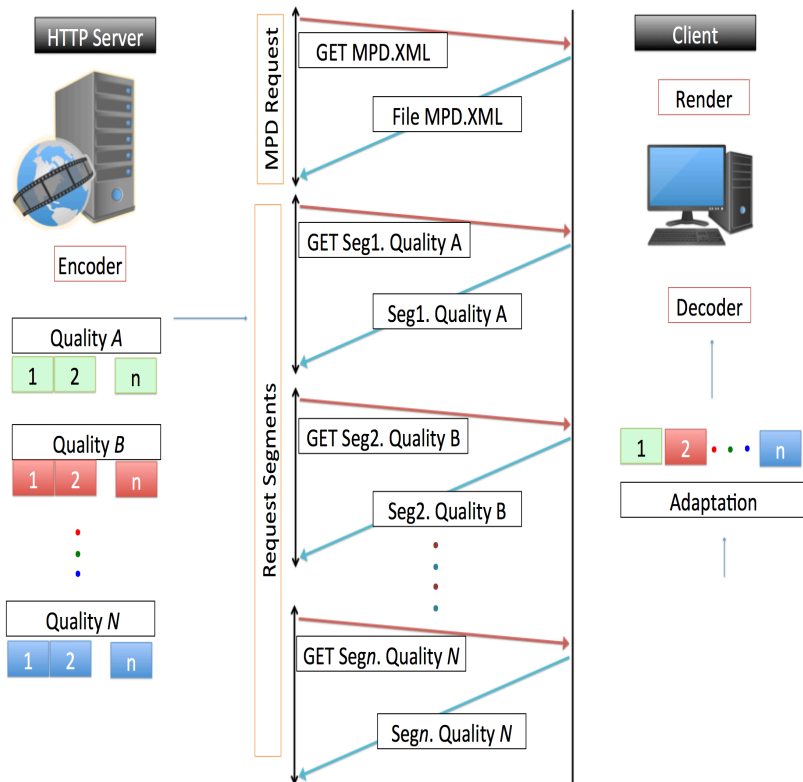 HTTP Server
Encoder
Quality A
1 2 n
Quality B
1 2 n
Quality N
1 2 n
MPD Request
GET MPD.XML
File MPD.XML
Request Segments
GET Seg1. Quality A
Seg1. Quality A
GET Seg2. Quality B
Seg2. Quality B
GET Segn. Quality N
Segn. Quality N
Client
Render
Decoder
1 2 n
Adaptation